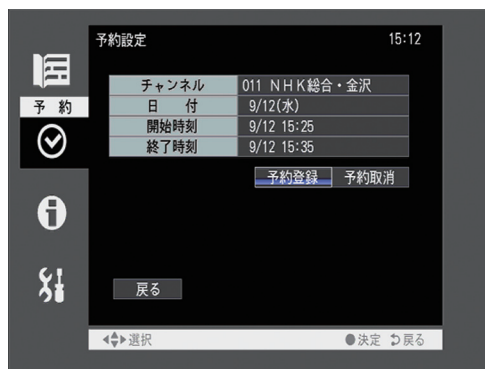 予約設定 15:12
予 約
チャンネル 011 NHK総合・金沢
日 付 9/12(水)
開始時刻 9/12 15:25
終了時刻 9/12 15:35
予約登録 予約取消
戻る
選択 ●決定 戻る